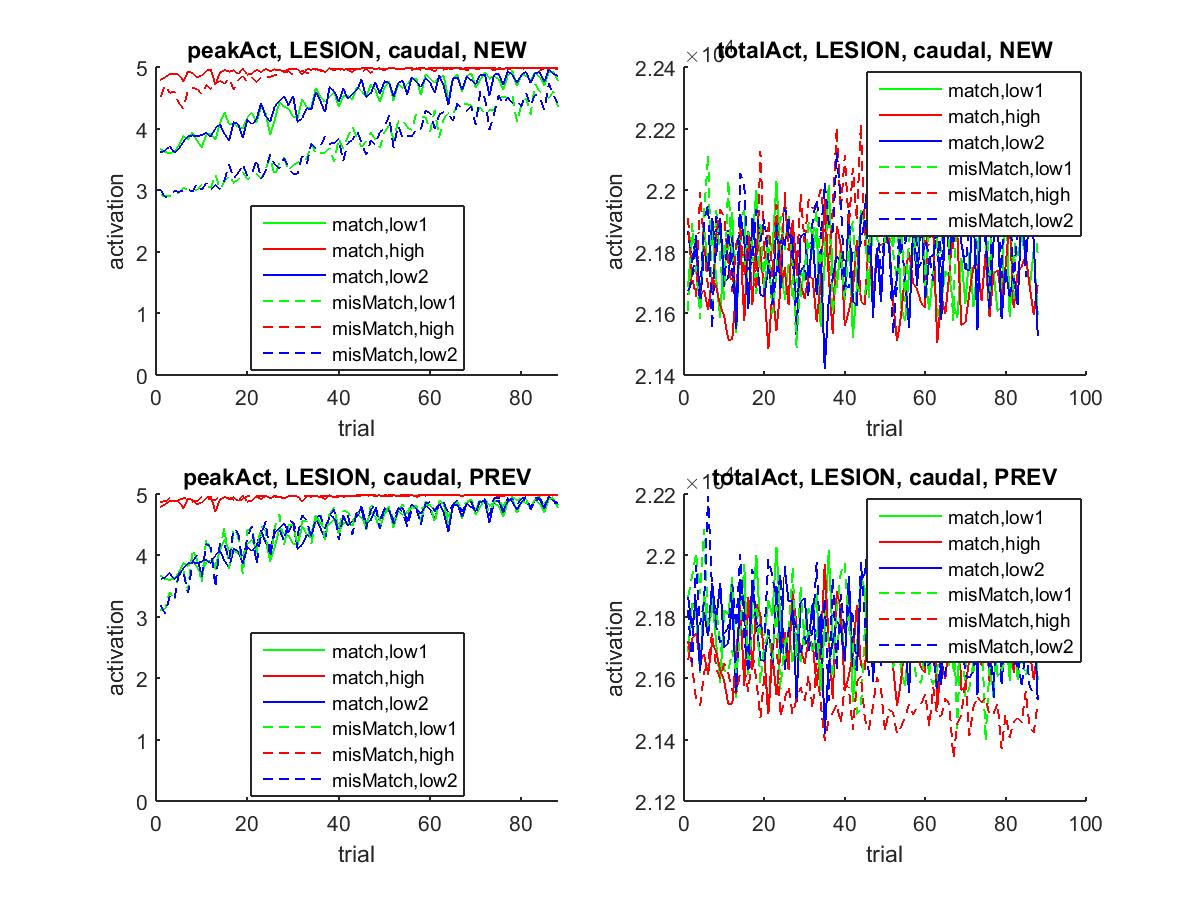 peakAct, LESION, caudal, NEW
5
4
3
2
1
0
activation
match,low1
match,high
match,low2
misMatch,low1
misMatch,high
misMatch,low2
0 20 40 60 80
trial
totalAct, LESION, caudal, NEW
×10⁴
2.24
2.22
2.2
2.18
2.16
2.14
activation
match,low1
match,high
match,low2
misMatch,low1
misMatch,high
misMatch,low2
0 20 40 60 80 100
trial
peakAct, LESION, caudal, PREV
5
4
3
2
1
0
activation
match,low1
match,high
match,low2
misMatch,low1
misMatch,high
misMatch,low2
0 20 40 60 80
trial
totalAct, LESION, caudal, PREV
×10⁴
2.22
2.2
2.18
2.16
2.14
2.12
activation
match,low1
match,high
match,low2
misMatch,low1
misMatch,high
misMatch,low2
0 20 40 60 80 100
trial